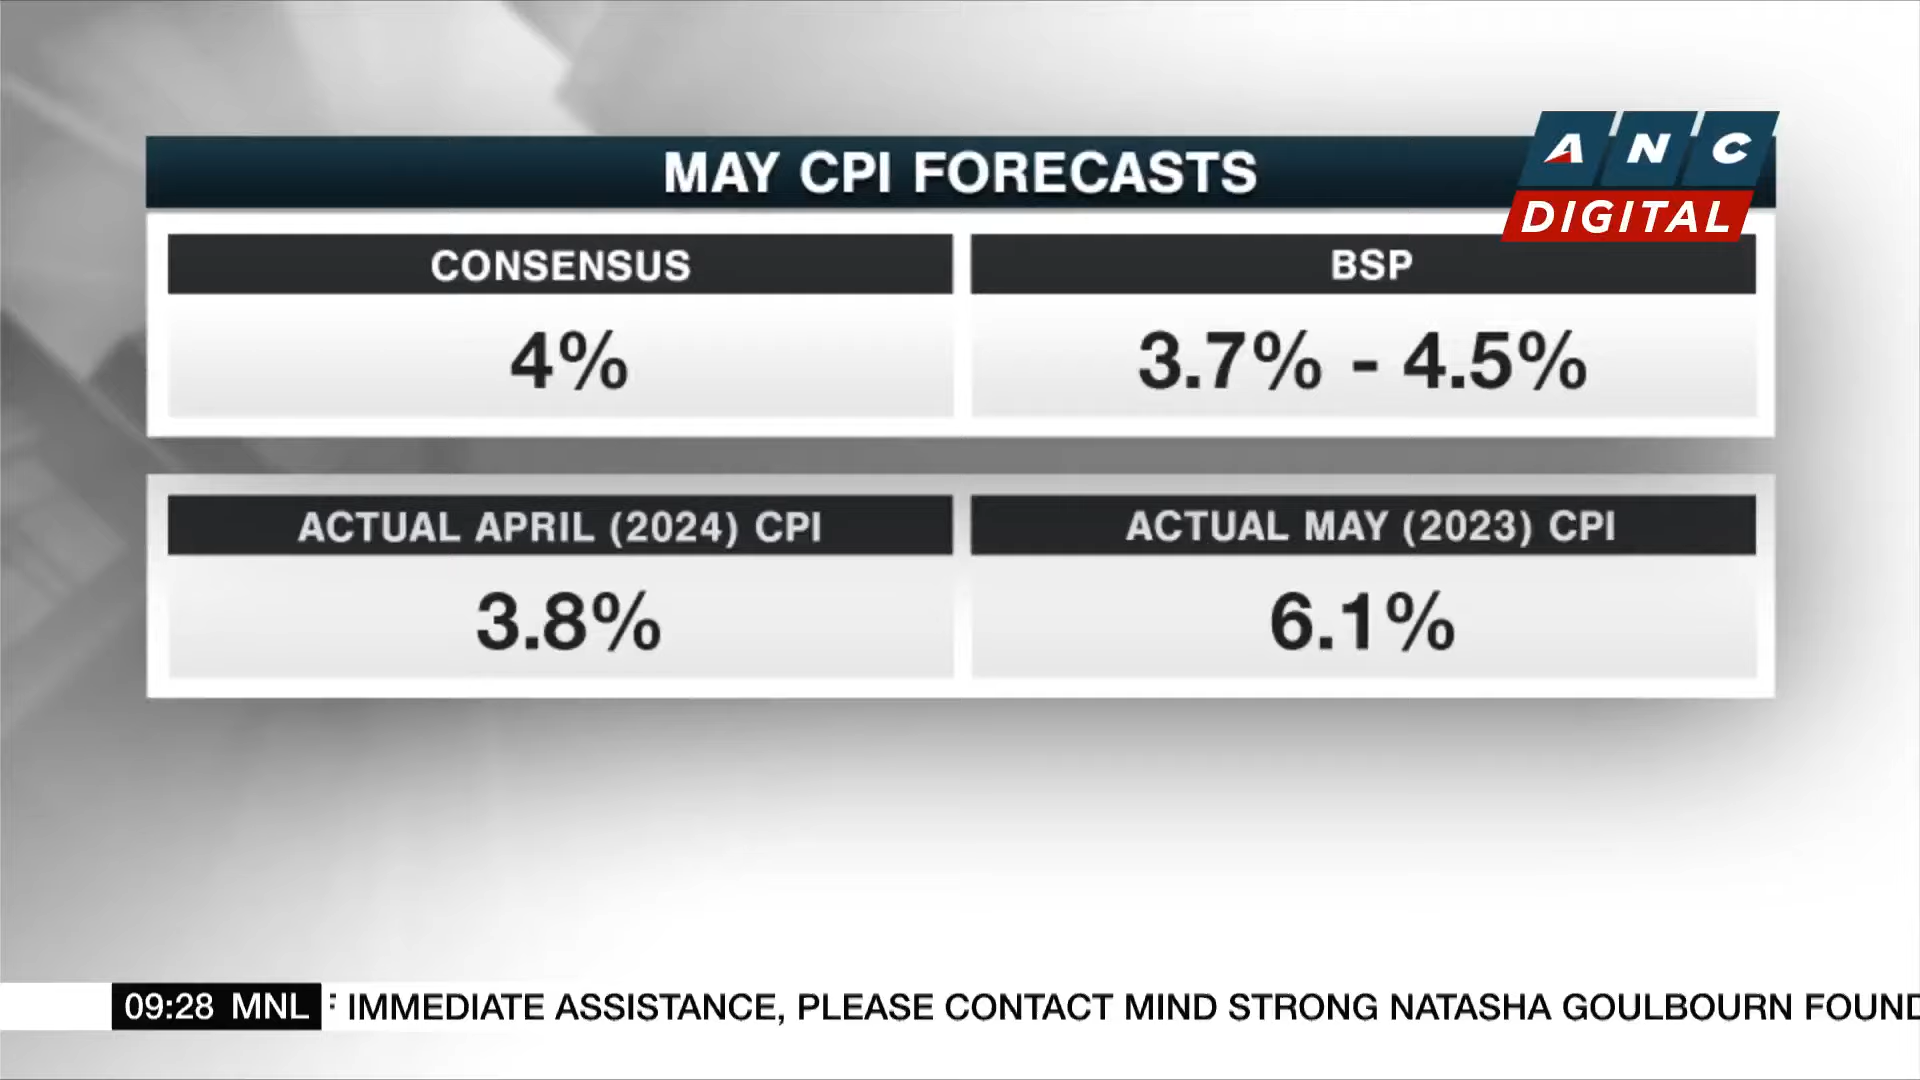 MAY CPI FORECASTS
ANC
DIGITAL
CONSENSUS
BSP
4%
3.7% - 4.5%
ACTUAL APRIL (2024) CPI
ACTUAL MAY (2023) CPI
3.8%
6.1%
09:28 MNL
IMMEDIATE ASSISTANCE, PLEASE CONTACT MIND STRONG NATASHA GOULBOURN FOUND